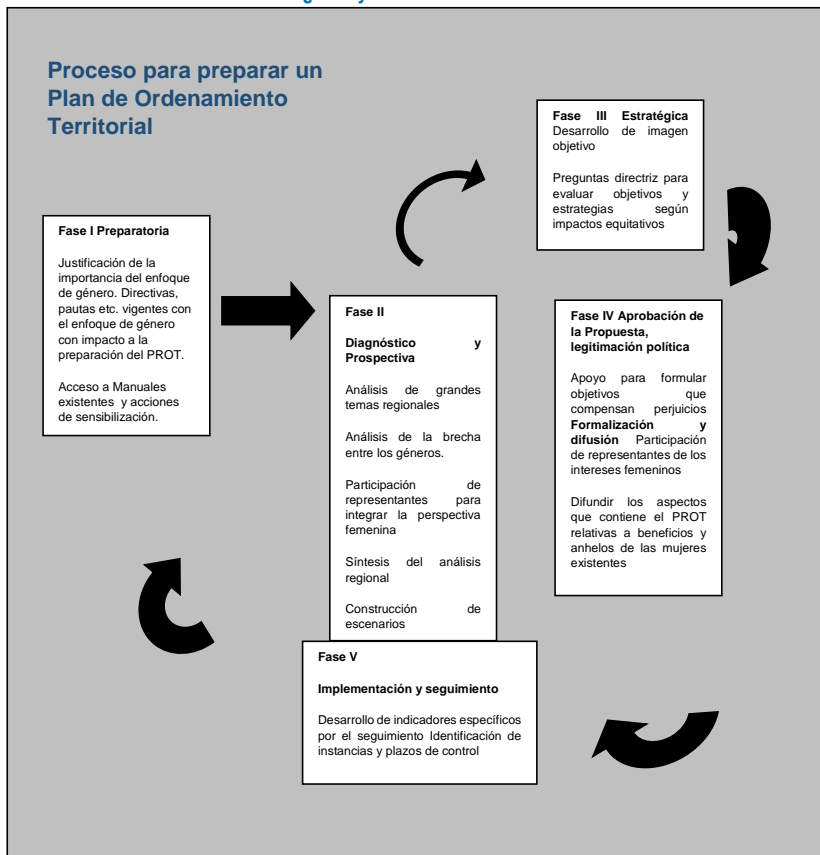 Proceso para preparar un
Plan de Ordenamiento
Territorial
Fase I Preparatoria
Justificación de la
importancia del enfoque
de género. Directivas,
pautas etc. vigentes con
el enfoque de género
con impacto a la
preparación del PROT.
Acceso a Manuales
existentes y acciones
de sensibilización.
Fase II
Diagnóstico y
Prospectiva
Análisis de grandes
temas regionales
Análisis de la brecha
entre los géneros.
Participación de
representantes para
integrar la perspectiva
femenina
Síntesis del análisis
regional
Construcción de
escenarios
Fase III Estratégica
Desarrollo de imagen
objetivo
Preguntas directriz para
evaluar objetivos y
estrategias según
impactos equitativos
Fase IV Aprobación de
la Propuesta,
legitimación política
Apoyo para formular
objetivos que
compensan perjuicios
Formalización y
difusión Participación
de representantes de los
intereses femeninos
Difundir los aspectos
que contiene el PROT
relativas a beneficios y
anhelos de las mujeres
existentes
Fase V
Implementación y seguimiento
Desarrollo de indicadores específicos
por el seguimiento Identificación de
instancias y plazos de control